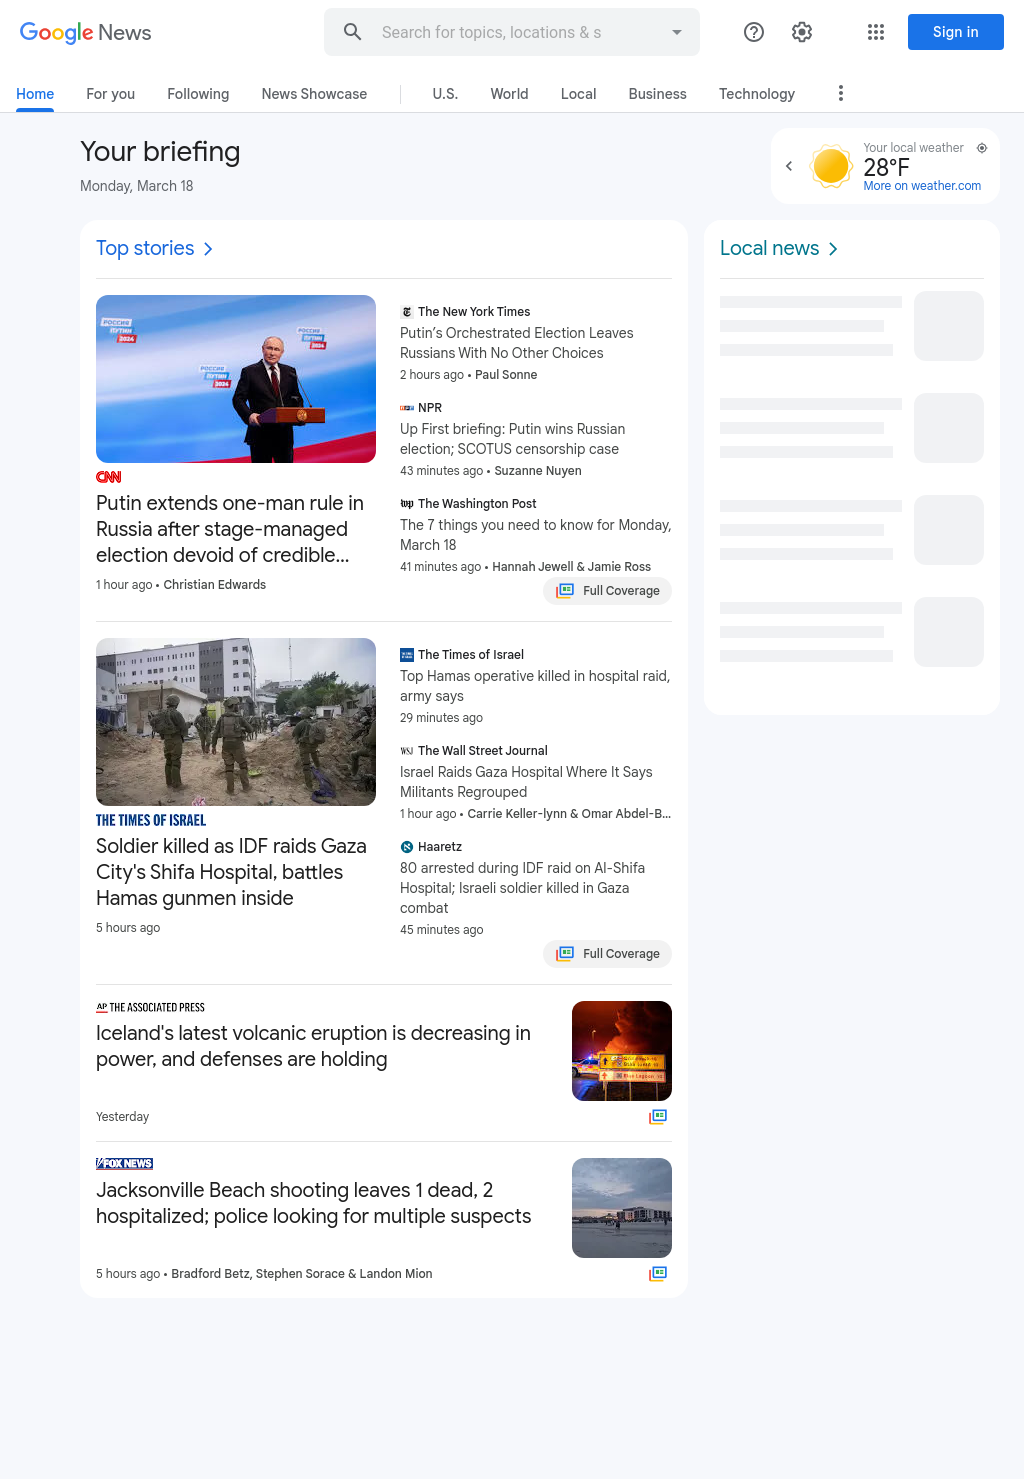 Google News
Search for topics, locations & s
Sign in
Home
For you
Following
News Showcase
U.S.
World
Local
Business
Technology
Your briefing
Monday, March 18
Your local weather
28°F
More on weather.com
Top stories
РОССИЯ
ПУТИН
2024
РОССИЯ
ПУТИН
2024
РОССИЯ
ПУТИН
2024
CNN
Putin extends one-man rule in
Russia after stage-managed
election devoid of credible...
1 hour ago • Christian Edwards
The New York Times
Putin's Orchestrated Election Leaves
Russians With No Other Choices
2 hours ago • Paul Sonne
NPR
Up First briefing: Putin wins Russian
election; SCOTUS censorship case
43 minutes ago • Suzanne Nuyen
wp The Washington Post
The 7 things you need to know for Monday,
March 18
41 minutes ago • Hannah Jewell & Jamie Ross
Full Coverage
THE TIMES OF ISRAEL
Soldier killed as IDF raids Gaza
City's Shifa Hospital, battles
Hamas gunmen inside
5 hours ago
The Times of Israel
Top Hamas operative killed in hospital raid,
army says
29 minutes ago
WSJ The Wall Street Journal
Israel Raids Gaza Hospital Where It Says
Militants Regrouped
1 hour ago • Carrie Keller-lynn & Omar Abdel-B...
Haaretz
80 arrested during IDF raid on Al-Shifa
Hospital; Israeli soldier killed in Gaza
combat
45 minutes ago
Full Coverage
AP THE ASSOCIATED PRESS
Iceland's latest volcanic eruption is decreasing in
power, and defenses are holding
Yesterday
FOX NEWS
Jacksonville Beach shooting leaves 1 dead, 2
hospitalized; police looking for multiple suspects
5 hours ago • Bradford Betz, Stephen Sorace & Landon Mion
Local news